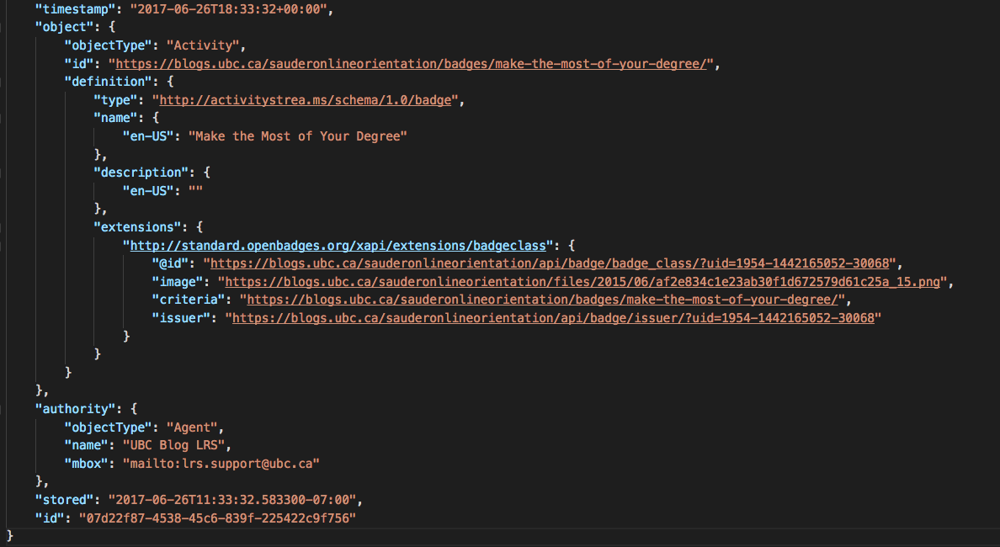 "timestamp": "2017-06-26T18:33:32+00:00",
"object": {
"objectType": "Activity",
"id": "https://blogs.ubc.ca/sauderonlineorientation/badges/make-the-most-of-your-degree/",
"definition": {
"type": "http://activitystrea.ms/schema/1.0/badge",
"name": {
"en-US": "Make the Most of Your Degree"
},
"description": {
"en-US": ""
},
"extensions": {
"http://standard.openbadges.org/xapi/extensions/badgeclass": {
"@id": "https://blogs.ubc.ca/sauderonlineorientation/api/badge/badge_class/?uid=1954-1442165052-30068",
"image": "https://blogs.ubc.ca/sauderonlineorientation/files/2015/06/af2e834c1e23ab30f1d672579d61c25a_15.png",
"criteria": "https://blogs.ubc.ca/sauderonlineorientation/badges/make-the-most-of-your-degree/",
"issuer": "https://blogs.ubc.ca/sauderonlineorientation/api/badge/issuer/?uid=1954-1442165052-30068"
}
}
}
},
"authority": {
"objectType": "Agent",
"name": "UBC Blog LRS",
"mbox": "mailto:lrs.support@ubc.ca"
},
"stored": "2017-06-26T11:33:32.583300-07:00",
"id": "07d22f87-4538-45c6-839f-225422c9f756"
}